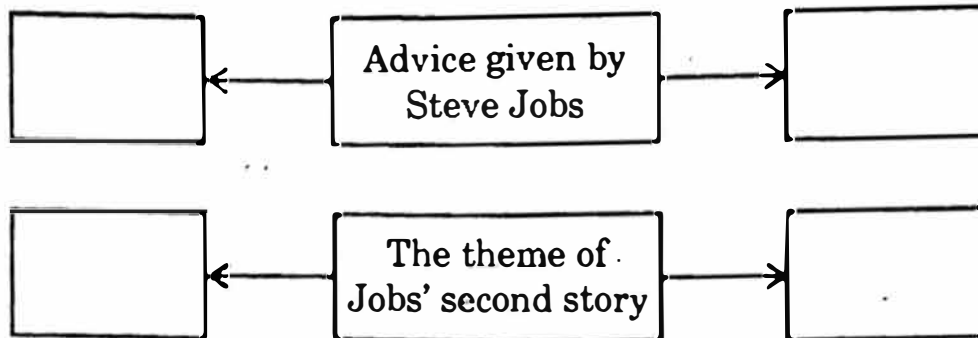 Advice given by
Steve Jobs
The theme of
Jobs' second story